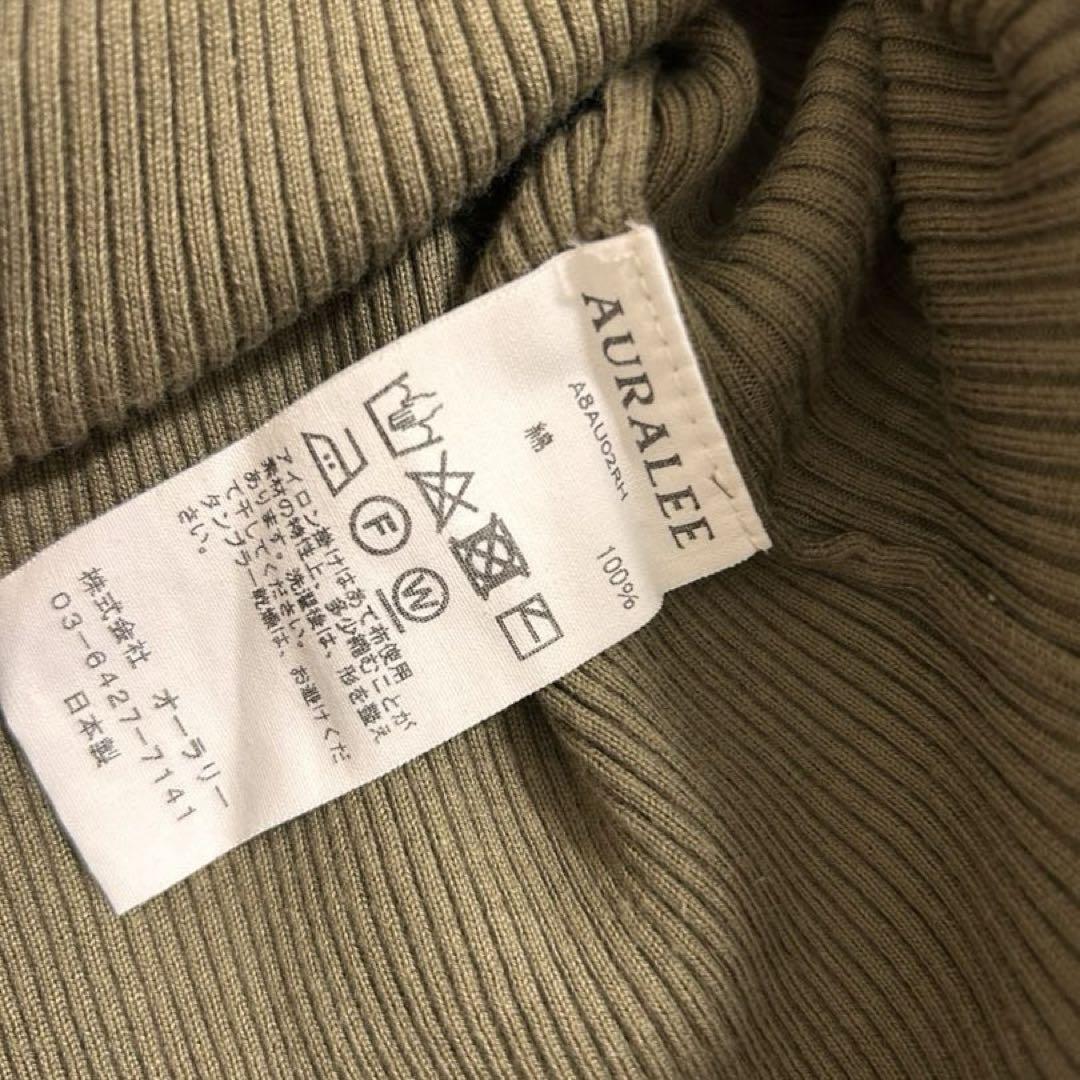 AURALEE
A8AU02RH
綿 100%
F
W
アイロン掛けはあて布使用
素材の特性上、多少縮むことが
あります。洗濯後は、形を整え
て干してください。
タンブラー乾燥は、お避けくだ
さい。
株式会社 オーラリー
03-6427-7141
日本製